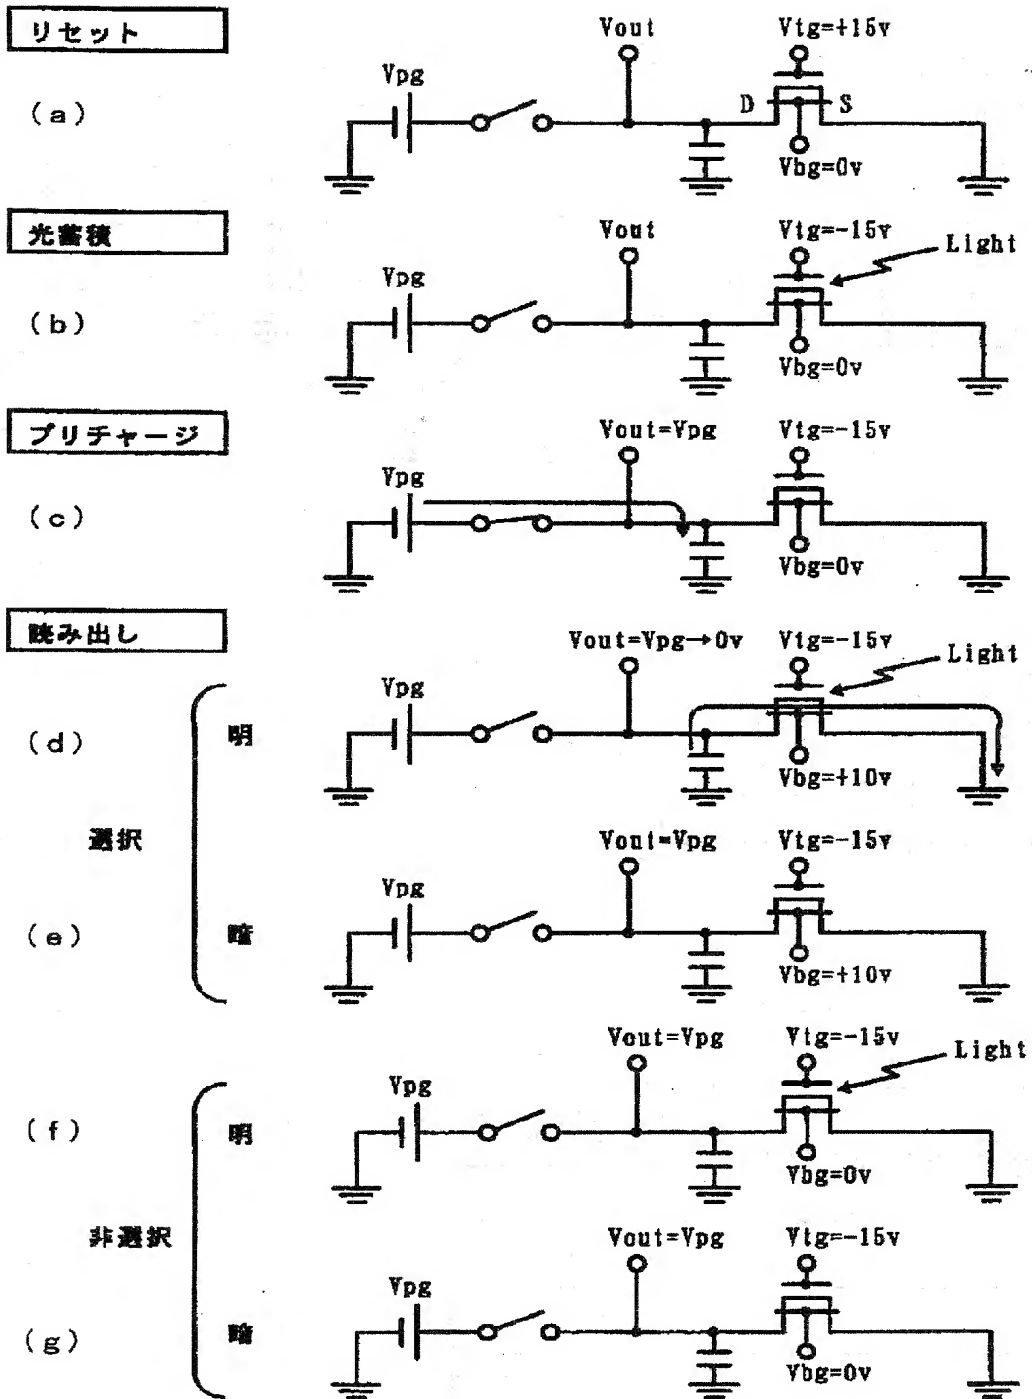 リセット
(a)
Vpg
Vout
Vtg=+15v
D
S
Vbg=0v
光蓄積
(b)
Vpg
Vout
Vtg=-15v
Light
Vbg=0v
プリチャージ
(c)
Vpg
Vout=Vpg
Vtg=-15v
Vbg=0v
読み出し
選択
(d)
明
Vpg
Vout=Vpg→0v
Vtg=-15v
Light
Vbg=+10v
(e)
暗
Vpg
Vout=Vpg
Vtg=-15v
Vbg=+10v
非選択
(f)
明
Vpg
Vout=Vpg
Vtg=-15v
Light
Vbg=0v
(g)
暗
Vpg
Vout=Vpg
Vtg=-15v
Vbg=0v